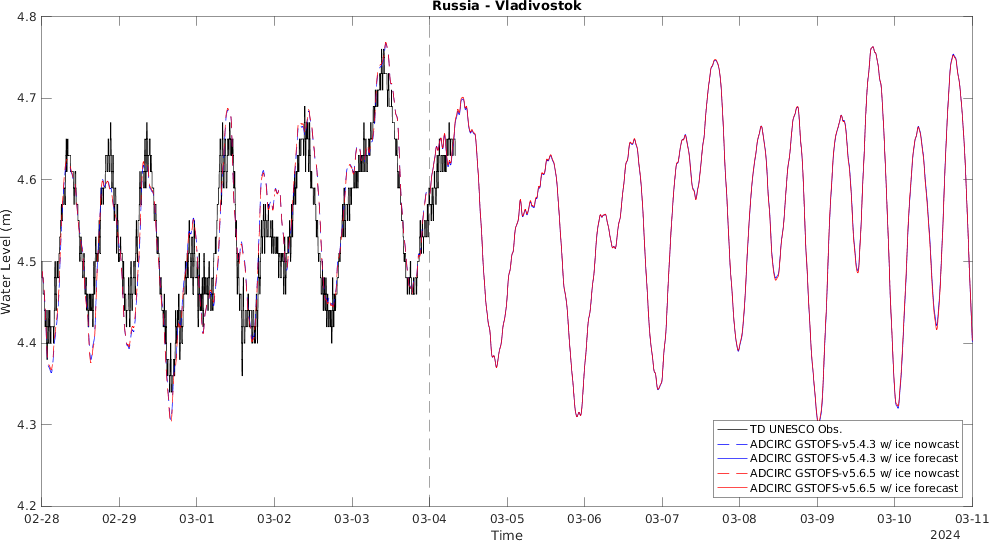 Russia - Vladivostok
4.8
4.7
4.6
4.5
4.4
4.3
4.2
Water Level (m)
TD UNESCO Obs.
ADCIRC GSTOFS-v5.4.3 w/ ice nowcast
ADCIRC GSTOFS-v5.4.3 w/ ice forecast
ADCIRC GSTOFS-v5.6.5 w/ ice nowcast
ADCIRC GSTOFS-v5.6.5 w/ ice forecast
02-28 02-29 03-01 03-02 03-03 03-04 03-05 03-06 03-07 03-08 03-09 03-10 03-11
Time 2024